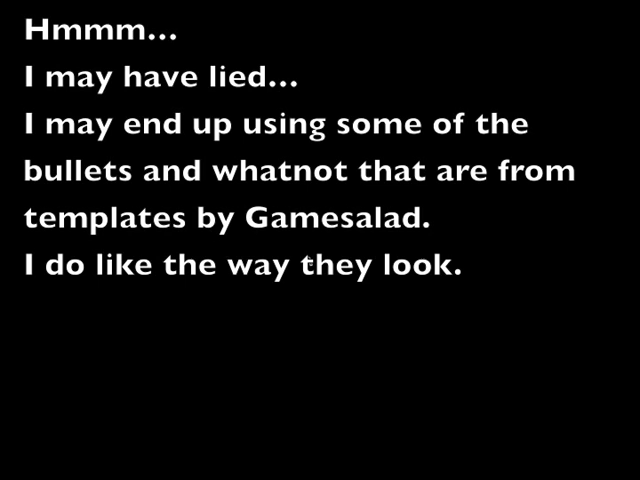 Hmmm...
I may have lied...
I may end up using some of the
bullets and whatnot that are from
templates by Gamesalad.
I do like the way they look.